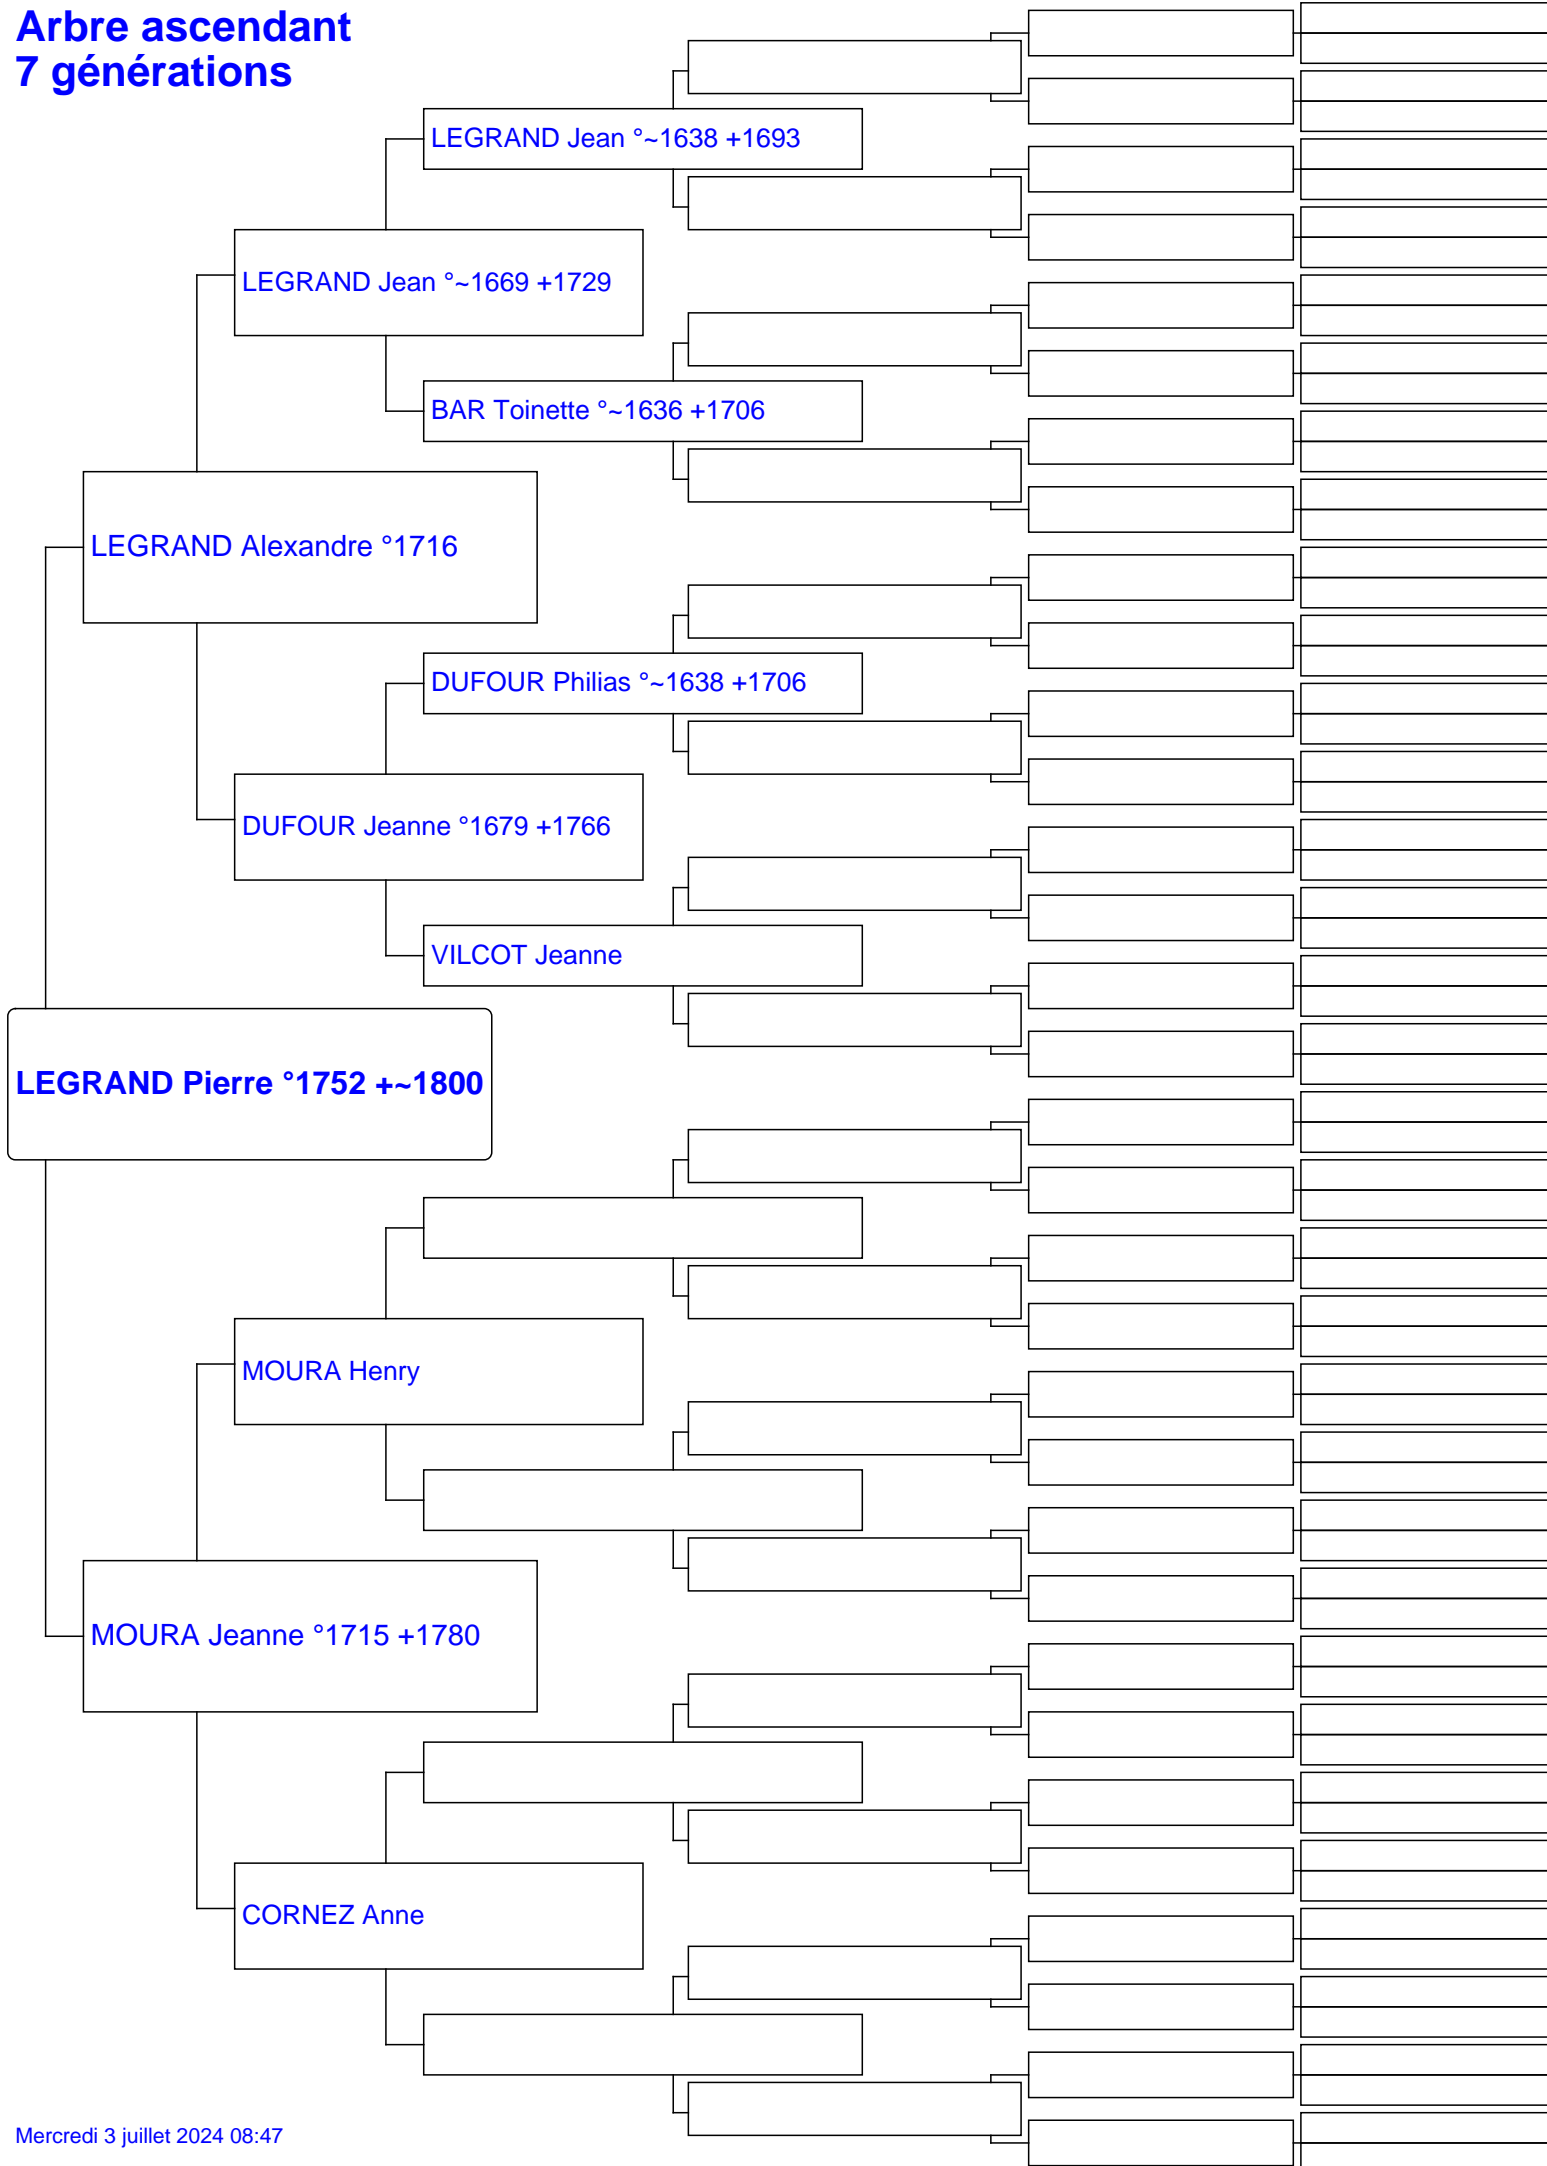 Arbre ascendant
7 générations
LEGRAND Jean °~1638 +1693
LEGRAND Jean °~1669 +1729
BAR Toinette °~1636 +1706
LEGRAND Alexandre °1716
DUFOUR Philias °~1638 +1706
DUFOUR Jeanne °1679 +1766
VILCOT Jeanne
LEGRAND Pierre °1752 +~1800
MOURA Henry
MOURA Jeanne °1715 +1780
CORNEZ Anne
Mercredi 3 juillet 2024 08:47